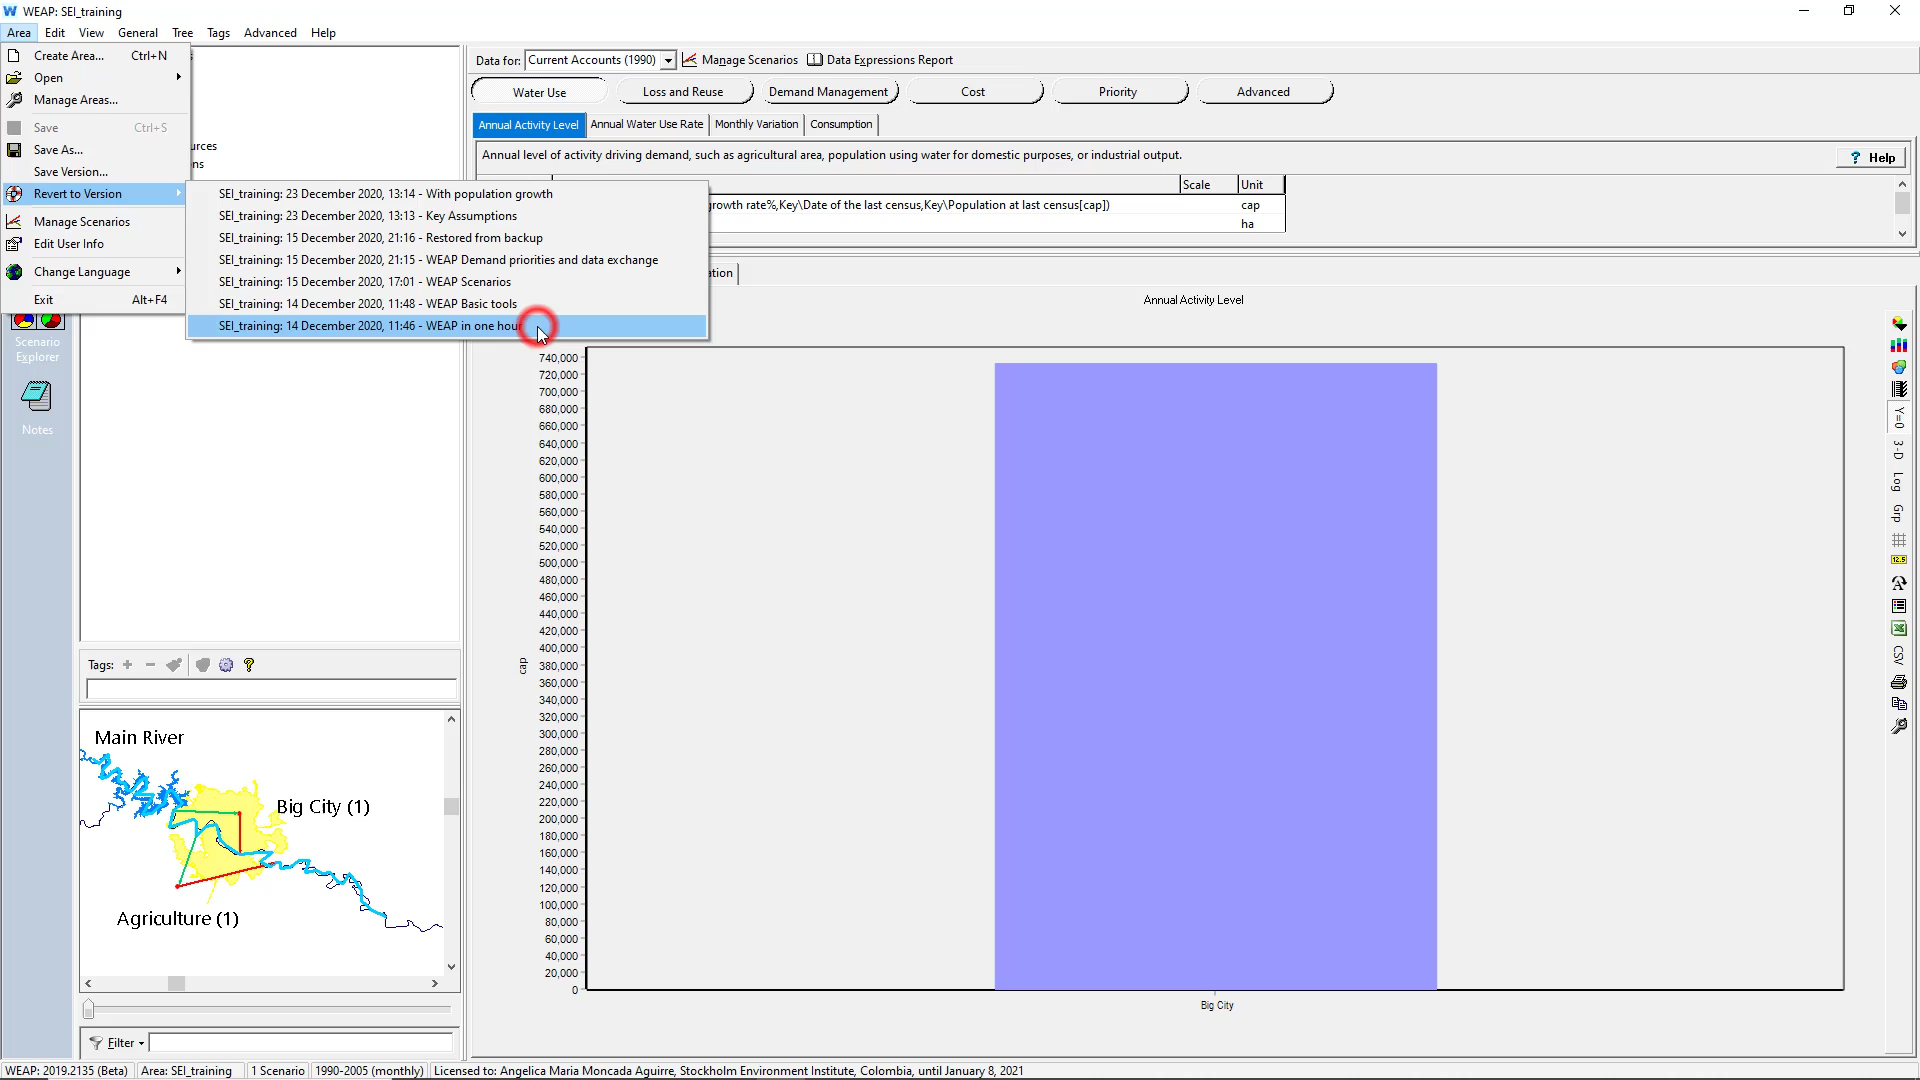 WEAP: SEI_training
Area Edit View General Tree Tags Advanced Help
Create Area... Ctrl+N
Open
Manage Areas...
Save Ctrl+S
Save As...
Save Version...
Revert to Version
Manage Scenarios
Edit User Info
Change Language
Exit Alt+F4
SEI_training: 23 December 2020, 13:14 - With population growth
SEI_training: 23 December 2020, 13:13 - Key Assumptions
SEI_training: 15 December 2020, 21:16 - Restored from backup
SEI_training: 15 December 2020, 21:15 - WEAP Demand priorities and data exchange
SEI_training: 15 December 2020, 17:01 - WEAP Scenarios
SEI_training: 14 December 2020, 11:48 - WEAP Basic tools
SEI_training: 14 December 2020, 11:46 - WEAP in one hour
Scenario
Explorer
Notes
Data for: Current Accounts (1990) Manage Scenarios Data Expressions Report
Water Use Loss and Reuse Demand Management Cost Priority Advanced
Annual Activity Level Annual Water Use Rate Monthly Variation Consumption
Annual level of activity driving demand, such as agricultural area, population using water for domestic purposes, or industrial output.
? Help
Scale Unit
growth rate%,Key\Date of the last census,Key\Population at last census[cap]) cap
ha
Annual Activity Level
740,000
720,000
700,000
680,000
660,000
640,000
620,000
600,000
580,000
560,000
540,000
520,000
500,000
480,000
460,000
440,000
420,000
400,000
380,000
360,000
340,000
320,000
300,000
280,000
260,000
240,000
220,000
200,000
180,000
160,000
140,000
120,000
100,000
80,000
60,000
40,000
20,000
0
cap
Big City
Y=0
3-D
Log
Grp
12.5
CSV
Tags:
Main River
Big City (1)
Agriculture (1)
Filter
WEAP: 2019.2135 (Beta) Area: SEI_training 1 Scenario 1990-2005 (monthly) Licensed to: Angelica Maria Moncada Aguirre, Stockholm Environment Institute, Colombia, until January 8, 2021